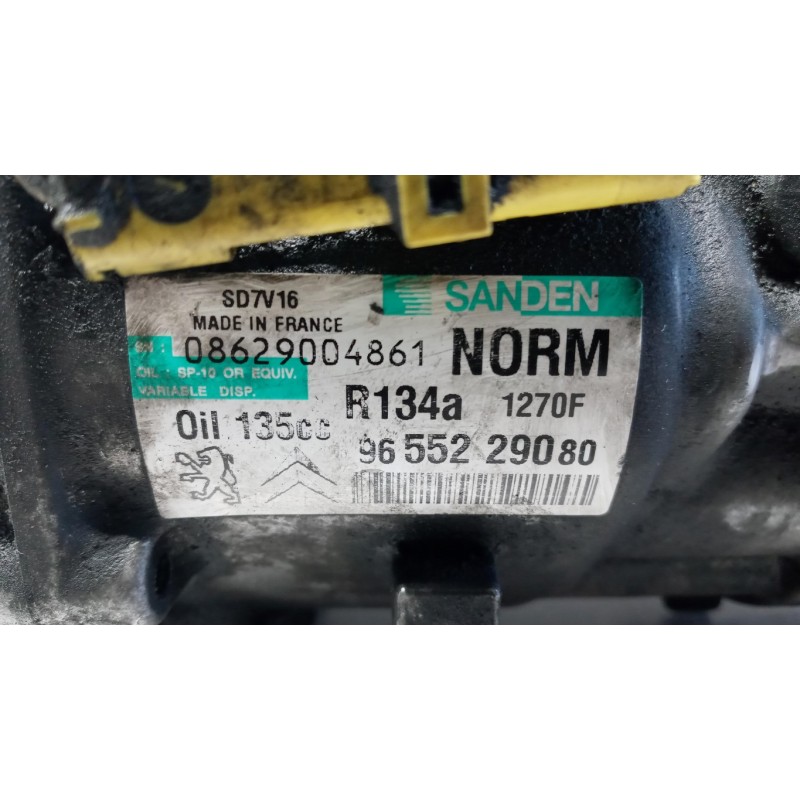 SD7V16
SANDEN
MADE IN FRANCE
SN : 08629004861 NORM
OIL : SP-10 OR EQUIV.
VARIABLE DISP.
R134a 1270F
Oil 135cc
96 552 290 80